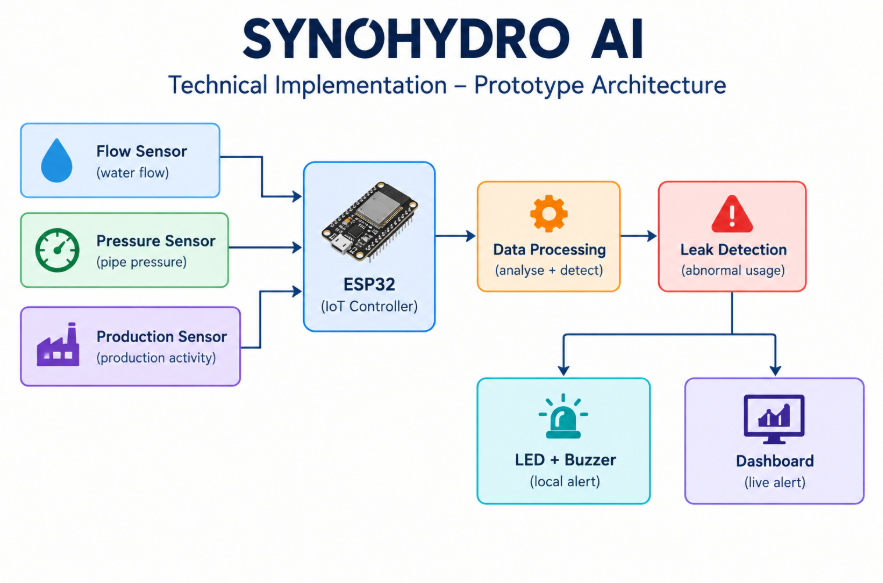 SYNOHYDRO AI
Technical Implementation – Prototype Architecture
Flow Sensor
(water flow)
Pressure Sensor
(pipe pressure)
Production Sensor
(production activity)
ESP32
(IoT Controller)
Data Processing
(analyse + detect)
Leak Detection
(abnormal usage)
LED + Buzzer
(local alert)
Dashboard
(live alert)